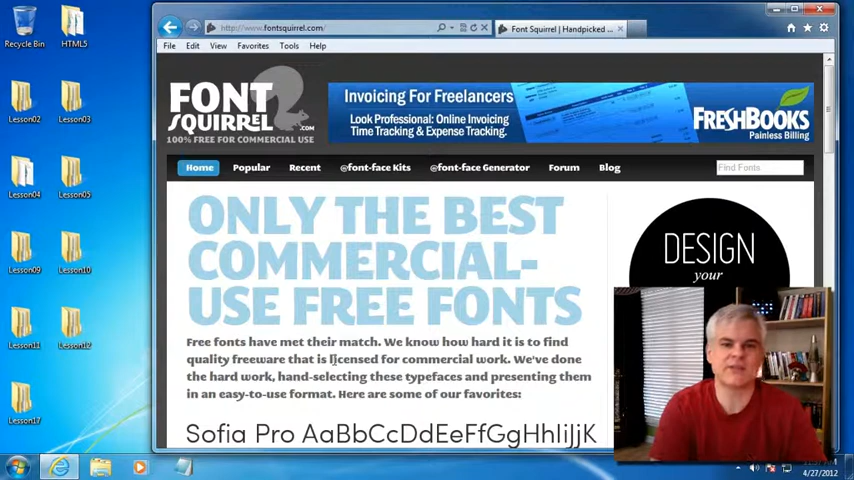 http://www.fontsquirrel.com/
Font Squirrel | Handpicked ...
File Edit View Favorites Tools Help
Recycle Bin
HTML5
Lesson02
Lesson03
Lesson04
Lesson05
Lesson09
Lesson10
Lesson11
Lesson12
Lesson17
FONT
SQUIRREL.COM
100% FREE FOR COMMERCIAL USE
Invoicing For Freelancers
Look Professional: Online Invoicing
Time Tracking & Expense Tracking.
FRESHBOOKS
Painless Billing
Home Popular Recent @font-face Kits @font-face Generator Forum Blog
Find Fonts
ONLY THE BEST
COMMERCIAL-
USE FREE FONTS
Free fonts have met their match. We know how hard it is to find
quality freeware that is licensed for commercial work. We've done
the hard work, hand-selecting these typefaces and presenting them
in an easy-to-use format. Here are some of our favorites:
Sofia Pro AaBbCcDdEeFfGgHhIiJjK
DESIGN
your
4/27/2012